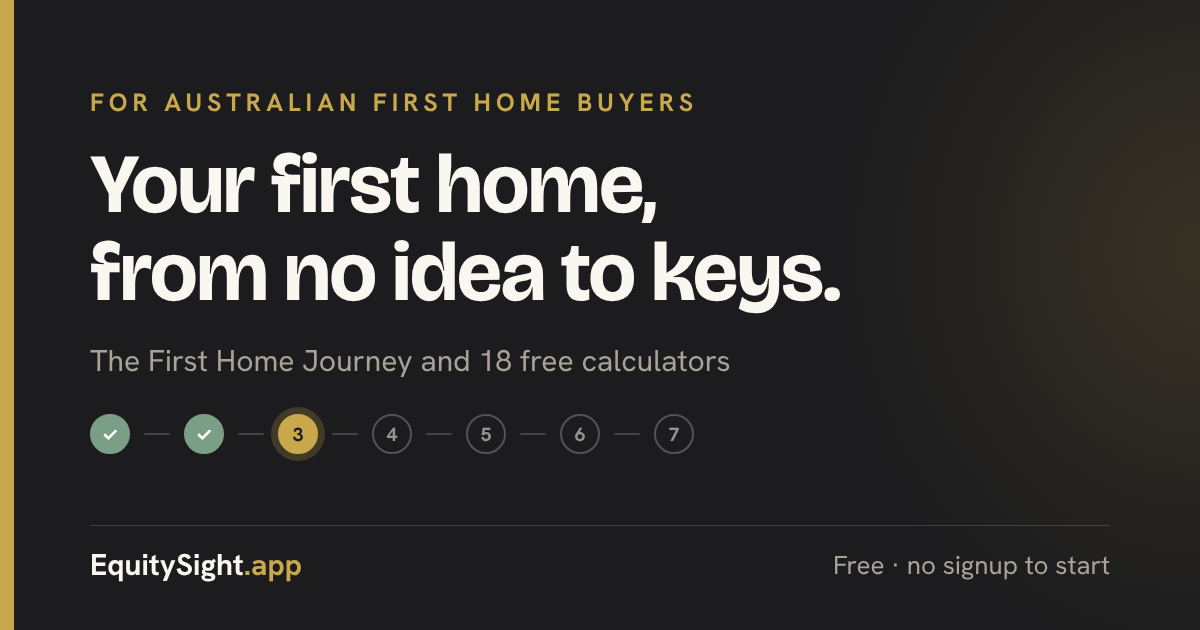 FOR AUSTRALIAN FIRST HOME BUYERS
Your first home,
from no idea to keys.
The First Home Journey and 18 free calculators
3 4 5 6 7
EquitySight.app
Free · no signup to start